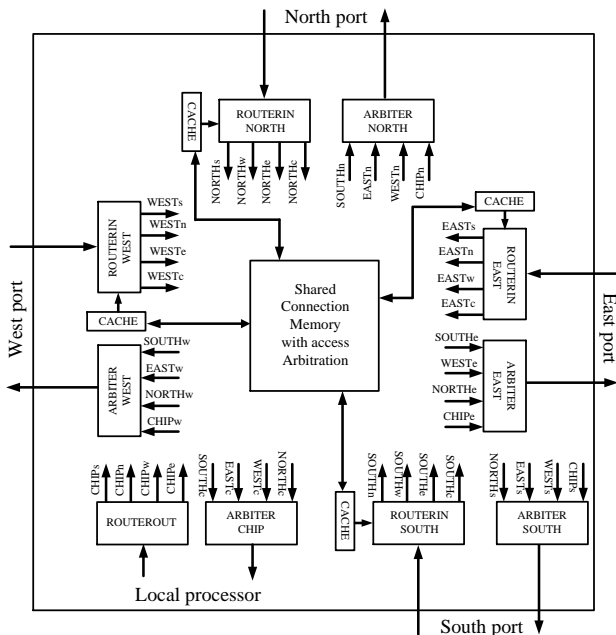 North port
CACHE
ROUTERIN
NORTH
ARBITER
NORTH
NORTHs
NORTHw
NORTHe
NORTHc
SOUTHn
EASTn
WESTn
CHIPn
CACHE
ROUTERIN
WEST
WESTs
WESTn
WESTe
WESTc
CACHE
EASTs
EASTn
EASTw
EASTc
ROUTERIN
EAST
West port
East port
Shared
Connection
Memory
with access
Arbitration
CACHE
ARBITER
WEST
SOUTHw
EASTw
NORTHw
CHIPw
SOUTHe
WESTe
NORTHe
CHIPe
ARBITER
EAST
CHIPs
CHIPn
CHIPw
CHIPe
SOUTHc
EASTc
WESTc
NORTHc
SOUTHn
SOUTHw
SOUTHe
SOUTHc
NORTHs
EASTs
WESTs
CHIPs
ROUTEROUT
ARBITER
CHIP
CACHE
ROUTERIN
SOUTH
ARBITER
SOUTH
Local processor
South port